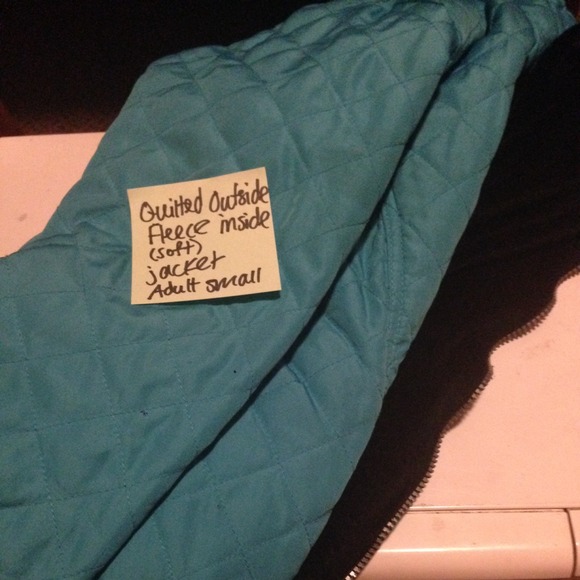 Quilted Outside
fleece inside
(soft)
jacket
Adult small